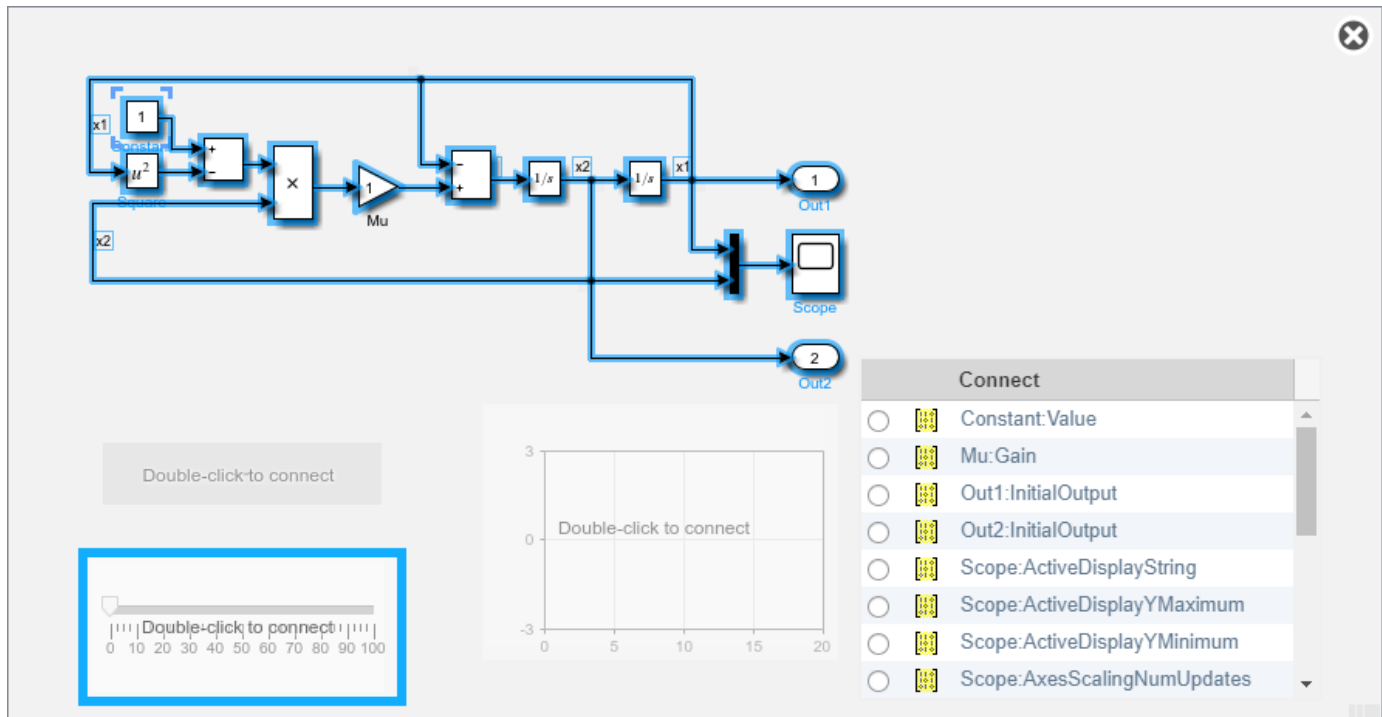 x1
1
Constant
+
u²
−
Square
×
1
Mu
−
+
1/s
x2
1/s
x1
1
Out1
x2
Scope
2
Out2
Connect
Constant:Value
Mu:Gain
Out1:InitialOutput
Out2:InitialOutput
Scope:ActiveDisplayString
Scope:ActiveDisplayYMaximum
Scope:ActiveDisplayYMinimum
Scope:AxesScalingNumUpdates
Double-click to connect
3
0
-3
Double-click to connect
0 5 10 15 20
Double-click to connect
0 10 20 30 40 50 60 70 80 90 100